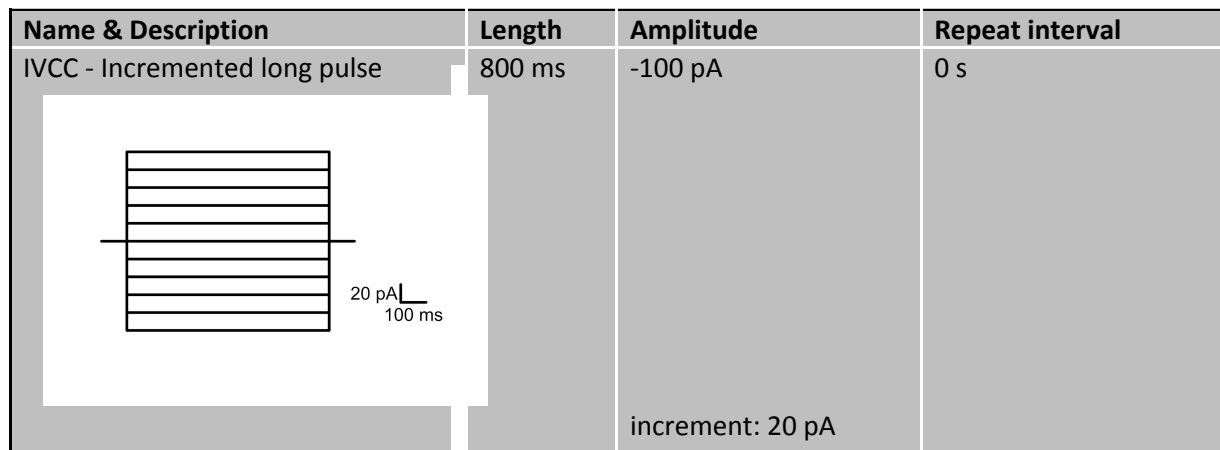 Name & Description Length Amplitude Repeat interval
IVCC - Incremented long pulse 800 ms -100 pA 0 s
20 pA
100 ms
increment: 20 pA